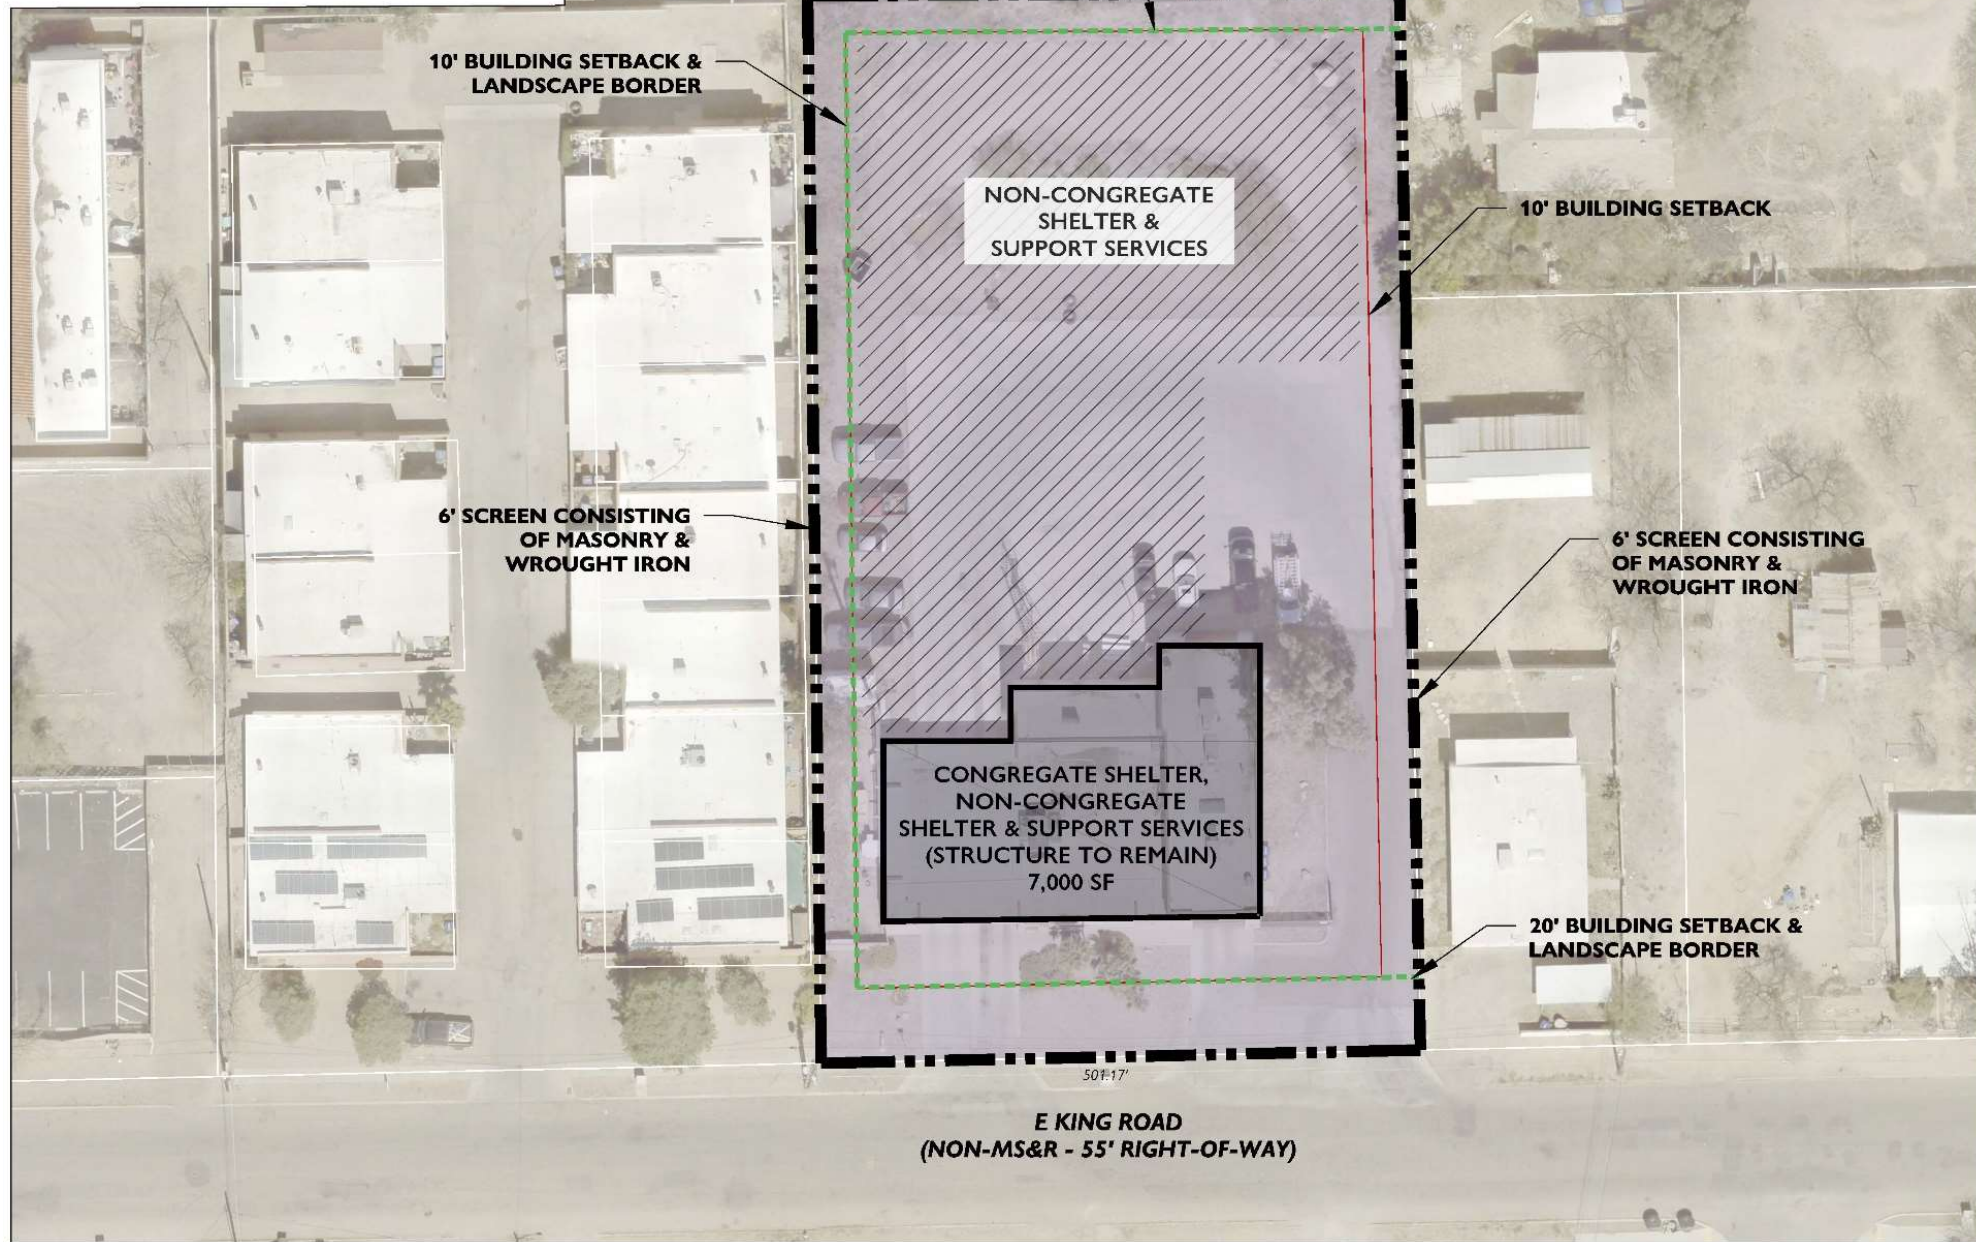 10' BUILDING SETBACK &
LANDSCAPE BORDER
NON-CONGREGATE
SHELTER &
SUPPORT SERVICES
10' BUILDING SETBACK
6' SCREEN CONSISTING
OF MASONRY &
WROUGHT IRON
6' SCREEN CONSISTING
OF MASONRY &
WROUGHT IRON
CONGREGATE SHELTER,
NON-CONGREGATE
SHELTER & SUPPORT SERVICES
(STRUCTURE TO REMAIN)
7,000 SF
20' BUILDING SETBACK &
LANDSCAPE BORDER
501.17'
E KING ROAD
(NON-MS&R - 55' RIGHT-OF-WAY)